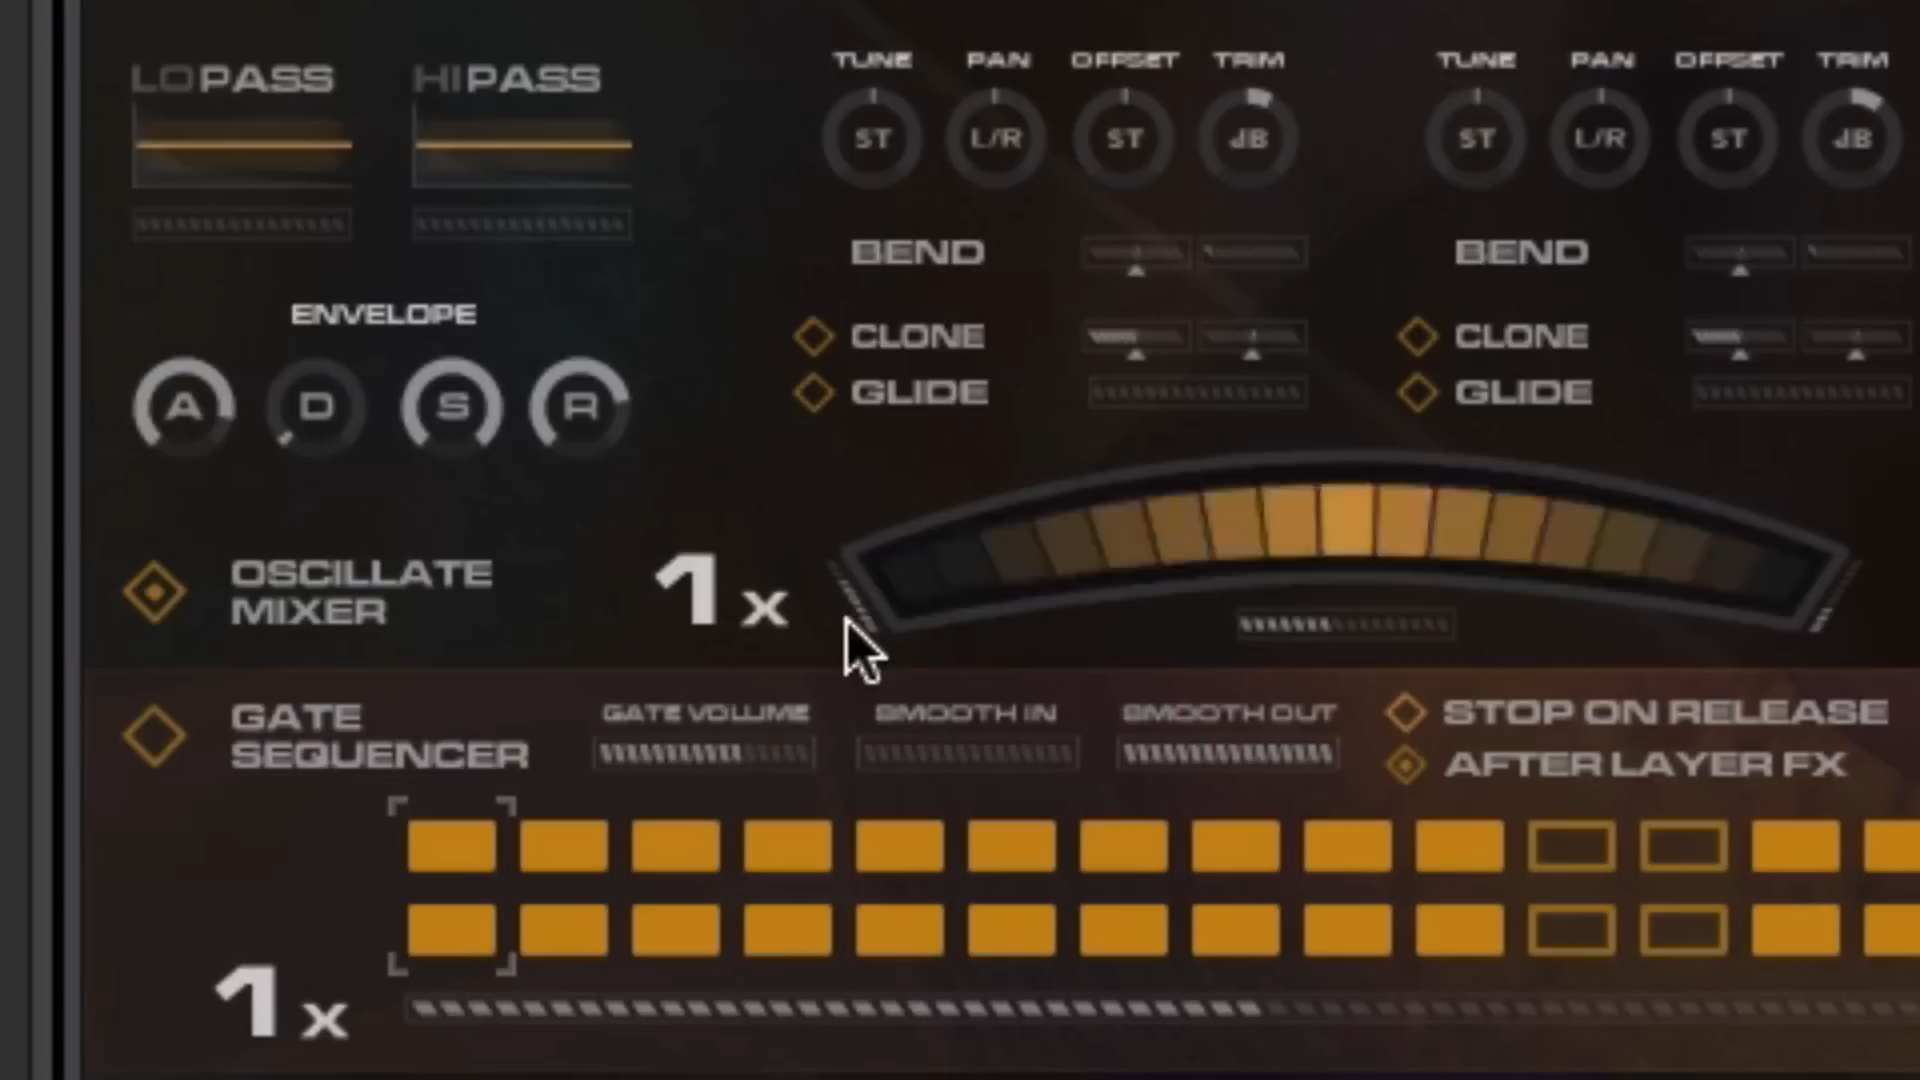 LOPASS HIPASS
TUNE PAN OFFSET TRIM TUNE PAN OFFSET TRIM
ST L/R ST dB ST L/R ST dB
BEND BEND
ENVELOPE
CLONE CLONE
A D S R
GLIDE GLIDE
OSCILLATE
MIXER
1x
GATE
SEQUENCER
GATE VOLUME SMOOTH IN SMOOTH OUT
STOP ON RELEASE
AFTER LAYER FX
1x